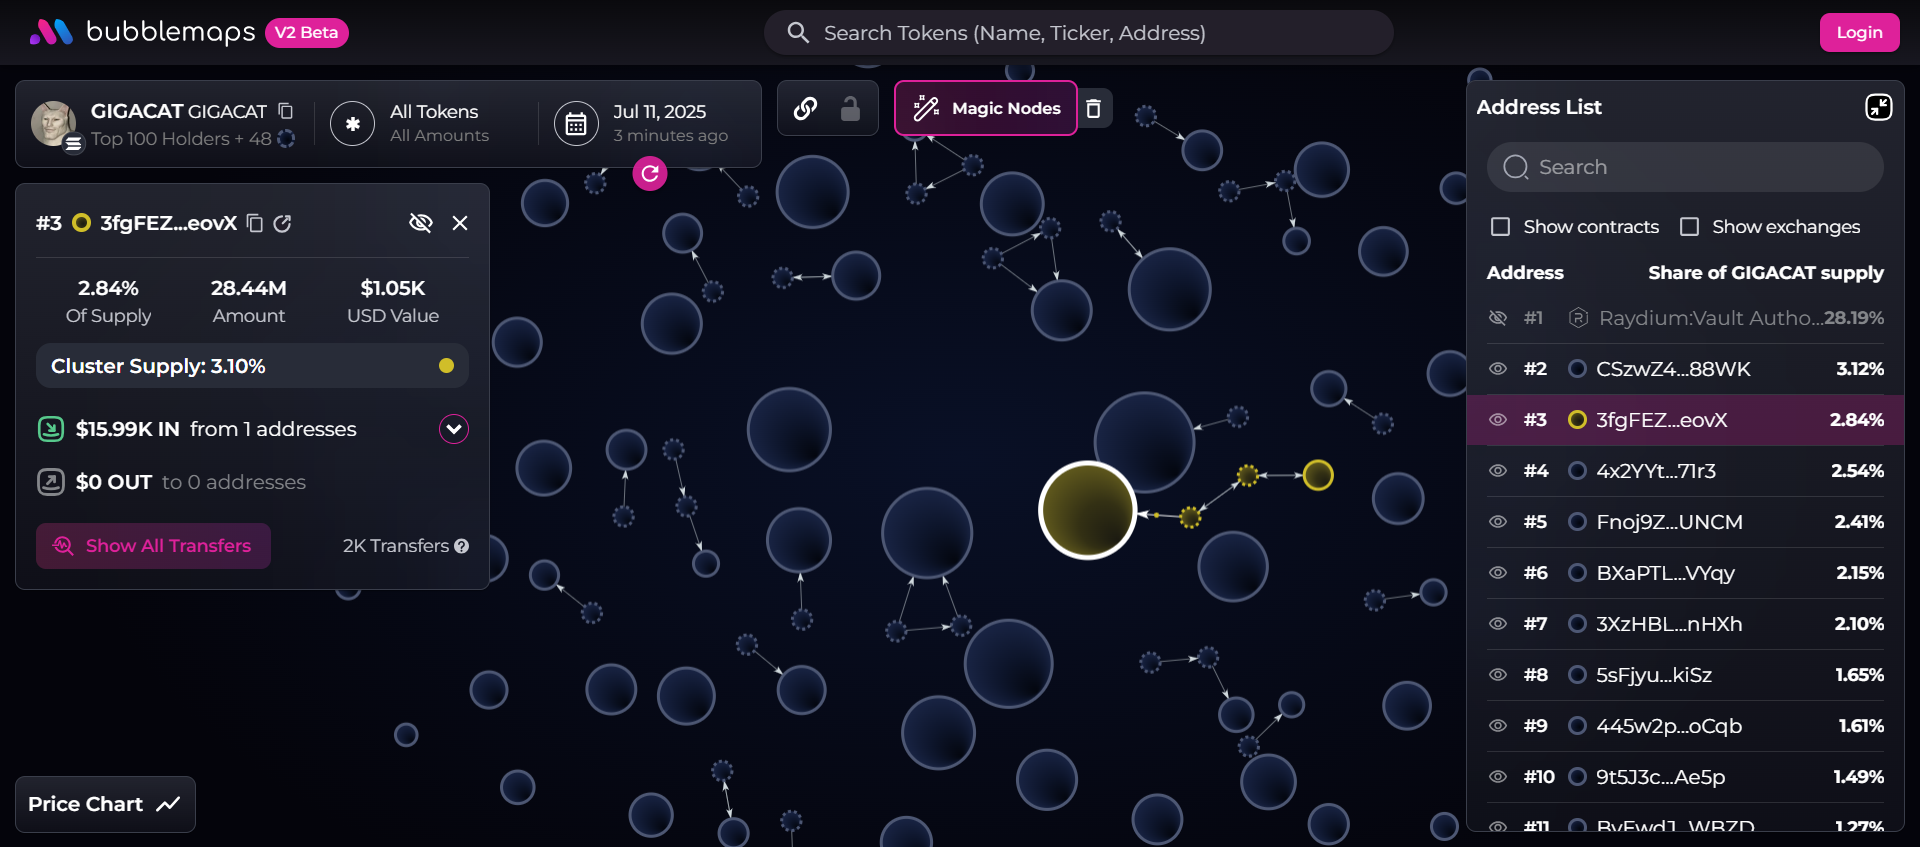 bubblemaps V2 Beta
Search Tokens (Name, Ticker, Address)
Login
GIGACAT GIGACAT
Top 100 Holders + 48
All Tokens
All Amounts
Jul 11, 2025
3 minutes ago
Magic Nodes
#3 3fgFEZ...eovX
2.84% 28.44M $1.05K
Of Supply Amount USD Value
Cluster Supply: 3.10%
$15.99K IN from 1 addresses
$0 OUT to 0 addresses
Show All Transfers 2K Transfers
Price Chart
Address List
Search
Show contracts Show exchanges
Address Share of GIGACAT supply
#1 Raydium:Vault Autho...28.19%
#2 CSzwZ4...88WK 3.12%
#3 3fgFEZ...eovX 2.84%
#4 4x2YYt...71r3 2.54%
#5 Fnoj9Z...UNCM 2.41%
#6 BXaPTL...VYqy 2.15%
#7 3XzHBL...nHXh 2.10%
#8 5sFjyu...kiSz 1.65%
#9 445w2p...oCqb 1.61%
#10 9t5J3c...Ae5p 1.49%
#11 1.27%